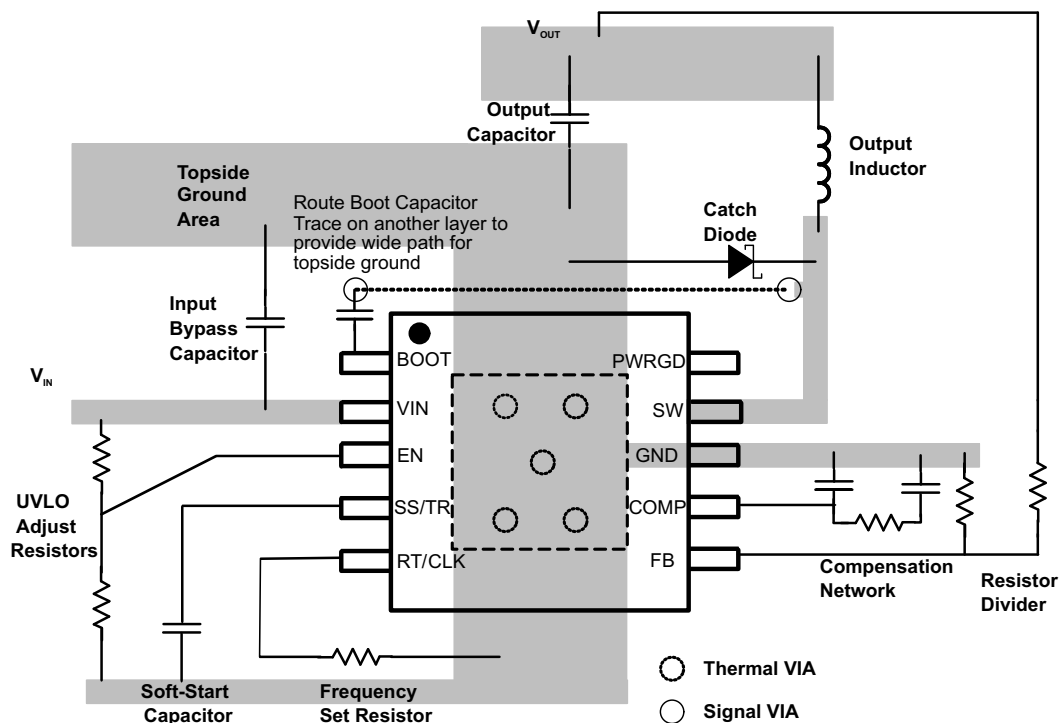 VOUT
Output
Capacitor
Output
Inductor
Topside
Ground
Area
Route Boot Capacitor
Trace on another layer to
provide wide path for
topside ground
Catch
Diode
Input
Bypass
Capacitor
VIN
BOOT
VIN
EN
SS/TR
RT/CLK
PWRGD
SW
GND
COMP
FB
UVLO
Adjust
Resistors
Compensation
Network
Resistor
Divider
Soft-Start
Capacitor
Frequency
Set Resistor
Thermal VIA
Signal VIA